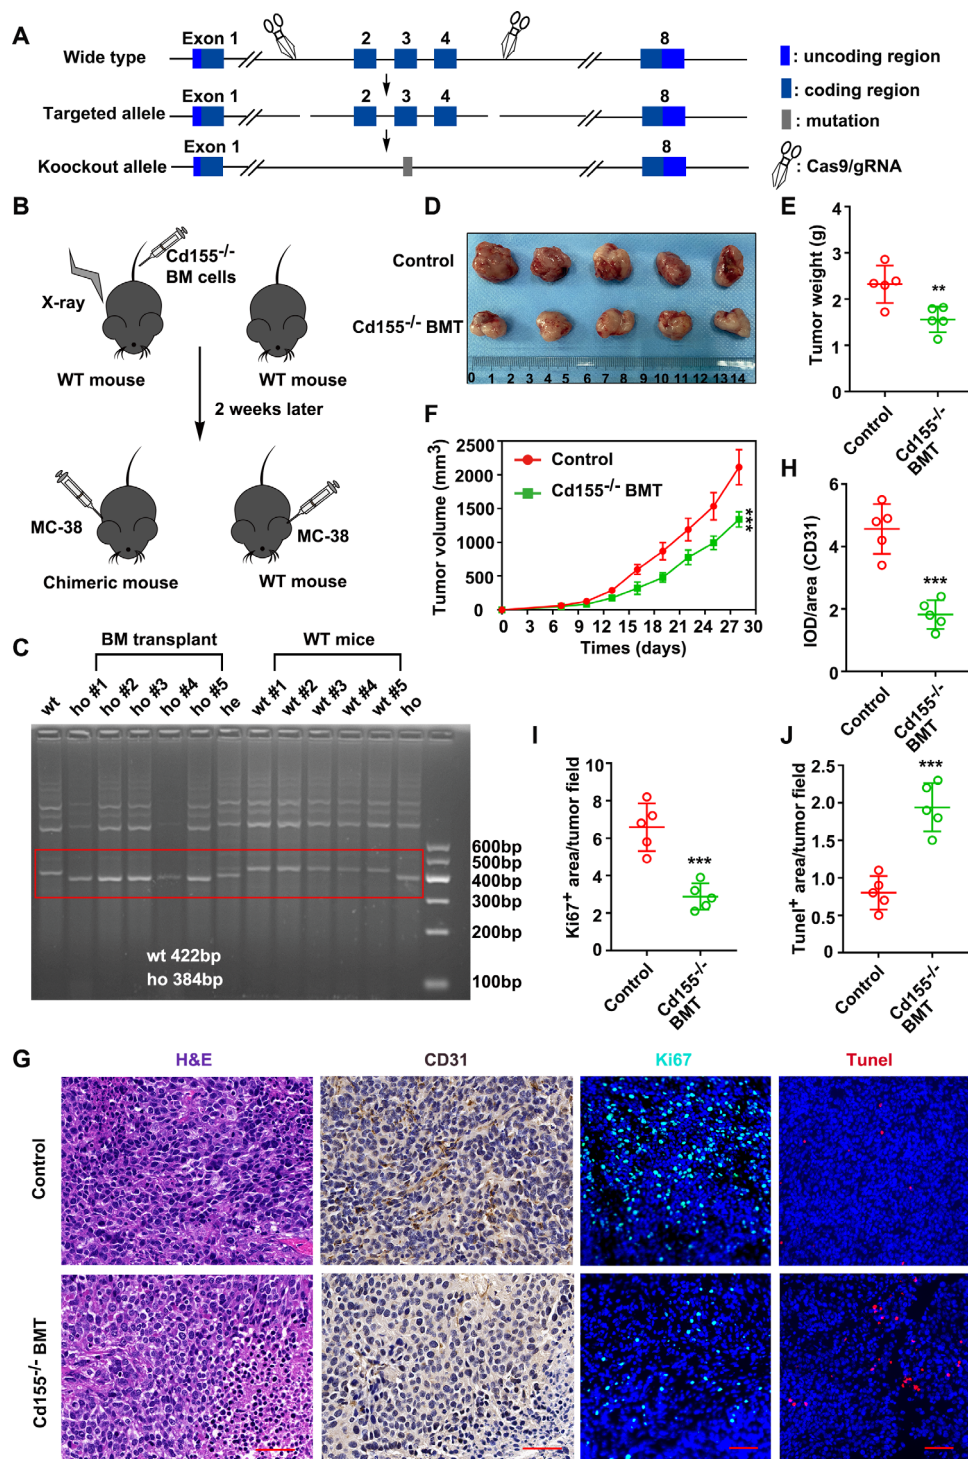 A
Exon 1 2 3 4 8
Wide type
Exon 1 2 3 4 8
Targeted allele
Exon 1 8
Koockout allele
: uncoding region
: coding region
: mutation
: Cas9/gRNA
B
Cd155-/-
BM cells
X-ray
WT mouse WT mouse
2 weeks later
MC-38 MC-38
Chimeric mouse WT mouse
C
BM transplant WT mice
wt ho #1 ho #2 ho #3 ho #4 ho #5 he wt #1 wt #2 wt #3 wt #4 wt #5 ho
600bp
500bp
400bp
300bp
200bp
100bp
wt 422bp
ho 384bp
D
Control
Cd155-/- BMT
0 1 2 3 4 5 6 7 8 9 10 11 12 13 14
E
Tumor weight (g)
4
3
2
1
0
**
Control
Cd155-/-
BMT
F
Tumor volume (mm3)
2500
2000
1500
1000
500
0
Control
Cd155-/- BMT
***
0 3 6 9 12 15 18 21 24 27 30
Times (days)
H
IOD/area (CD31)
6
4
2
0
***
Control
Cd155-/-
BMT
I
Ki67+ area/tumor field
10
8
6
4
2
0
***
Control
Cd155-/-
BMT
J
Tunel+ area/tumor field
2.5
2.0
1.5
1.0
0.5
0.0
***
Control
Cd155-/-
BMT
G
H&E CD31 Ki67 Tunel
Control
Cd155-/- BMT